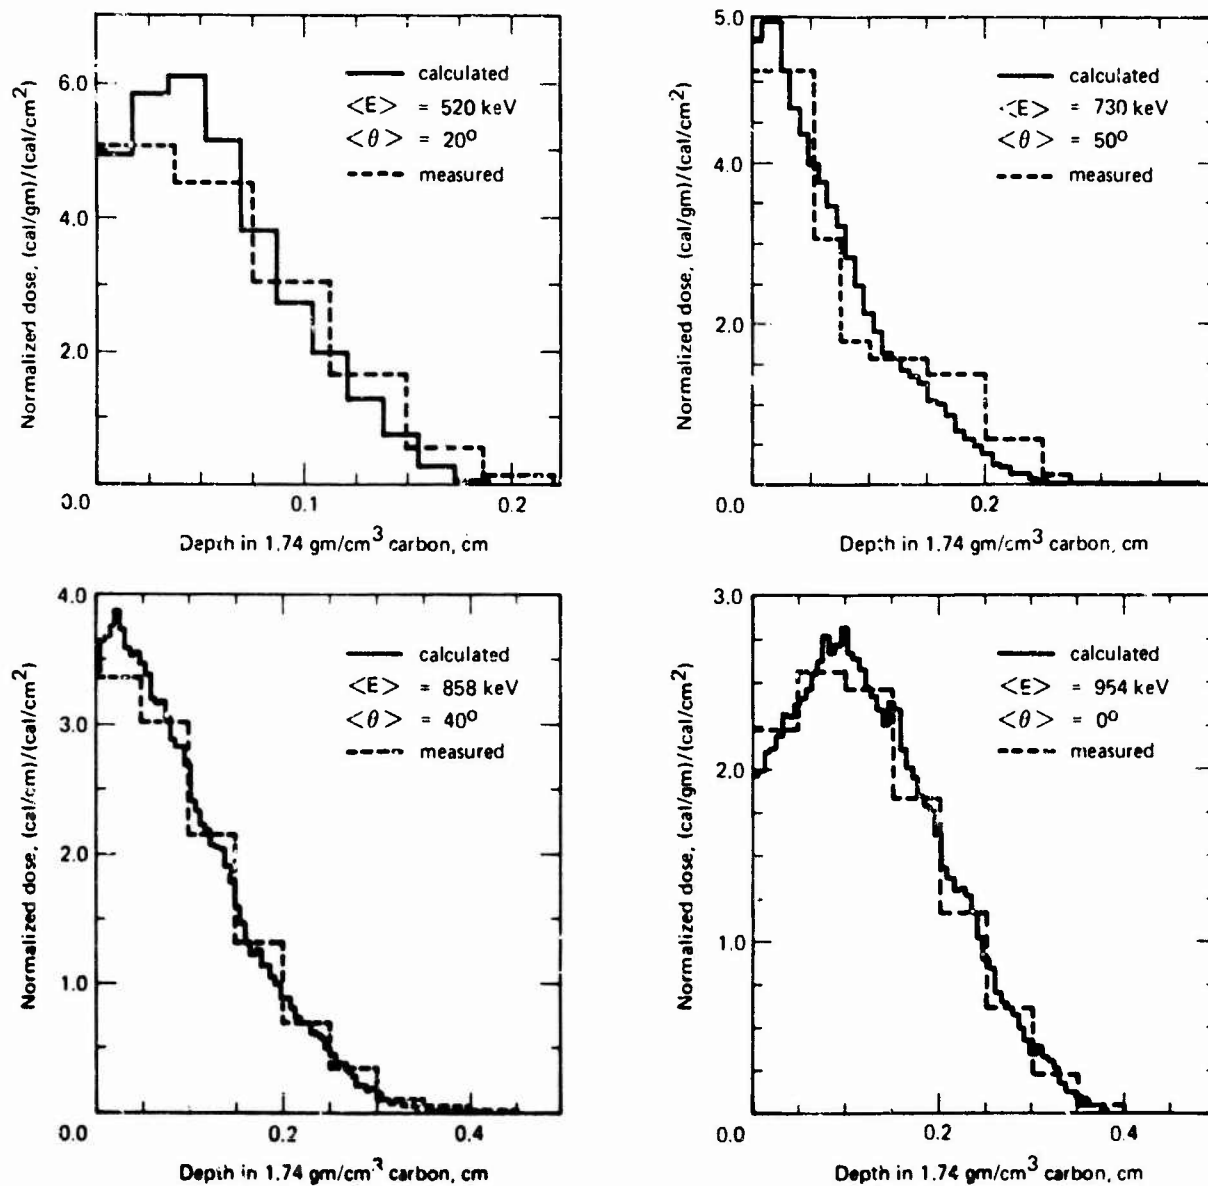 6.0
4.0
2.0
0.0
0.1
0.2
Normalized dose, (cal/gm)/(cal/cm²)
calculated
<E> = 520 keV
<θ> = 20°
measured
Depth in 1.74 gm/cm³ carbon, cm
5.0
4.0
2.0
0.0
0.2
Normalized dose, (cal/gm)/(cal/cm²)
calculated
<E> = 730 keV
<θ> = 50°
measured
Depth in 1.74 gm/cm³ carbon, cm
4.0
3.0
2.0
1.0
0.0
0.2
0.4
Normalized dose, (cal/cm)/(cal/cm²)
calculated
<E> = 858 keV
<θ> = 40°
measured
Depth in 1.74 gm/cm³ carbon, cm
3.0
2.0
1.0
0.0
0.2
0.4
Normalized dose, (cal/gm)/(cal/cm²)
calculated
<E> = 954 keV
<θ> = 0°
measured
Depth in 1.74 gm/cm³ carbon, cm